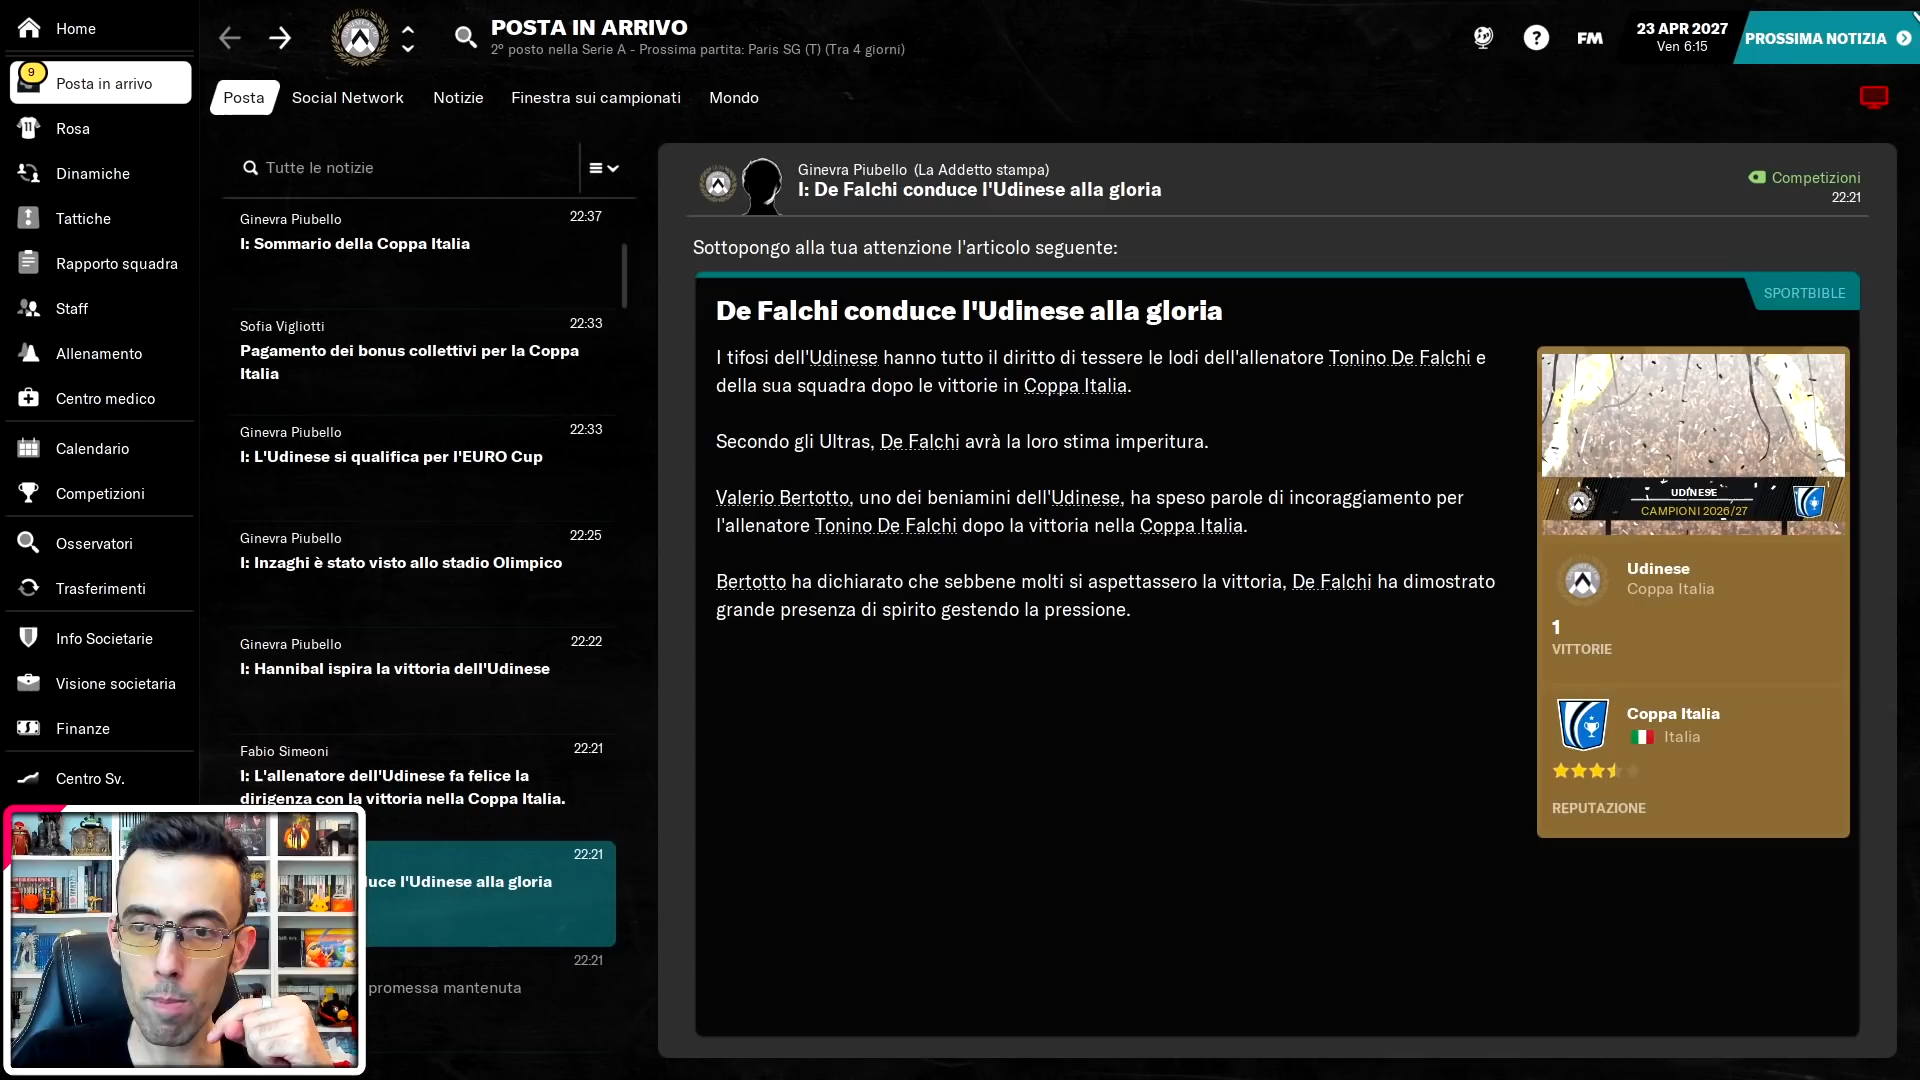 Home
9
Posta in arrivo
Rosa
Dinamiche
Tattiche
Rapporto squadra
Staff
Allenamento
Centro medico
Calendario
Competizioni
Osservatori
Trasferimenti
Info Societarie
Visione societaria
Finanze
Centro Sv.
1896
POSTA IN ARRIVO
2º posto nella Serie A - Prossima partita: Paris SG (T) (Tra 4 giorni)
FM
23 APR 2027
Ven 6:15
PROSSIMA NOTIZIA
Posta
Social Network
Notizie
Finestra sui campionati
Mondo
Tutte le notizie
Ginevra Piubello
22:37
I: Sommario della Coppa Italia
Sofia Vigliotti
22:33
Pagamento dei bonus collettivi per la Coppa
Italia
Ginevra Piubello
22:33
I: L'Udinese si qualifica per l'EURO Cup
Ginevra Piubello
22:25
I: Inzaghi è stato visto allo stadio Olimpico
Ginevra Piubello
22:22
I: Hannibal ispira la vittoria dell'Udinese
Fabio Simeoni
22:21
I: L'allenatore dell'Udinese fa felice la
dirigenza con la vittoria nella Coppa Italia.
22:21
luce l'Udinese alla gloria
22:21
promessa mantenuta
Ginevra Piubello (La Addetto stampa)
I: De Falchi conduce l'Udinese alla gloria
Competizioni
22:21
Sottopongo alla tua attenzione l'articolo seguente:
SPORTBIBLE
De Falchi conduce l'Udinese alla gloria
I tifosi dell'Udinese hanno tutto il diritto di tessere le lodi dell'allenatore Tonino De Falchi e
della sua squadra dopo le vittorie in Coppa Italia.
Secondo gli Ultras, De Falchi avrà la loro stima imperitura.
Valerio Bertotto, uno dei beniamini dell'Udinese, ha speso parole di incoraggiamento per
l'allenatore Tonino De Falchi dopo la vittoria nella Coppa Italia.
Bertotto ha dichiarato che sebbene molti si aspettassero la vittoria, De Falchi ha dimostrato
grande presenza di spirito gestendo la pressione.
UDINESE
CAMPIONI 2026/27
Udinese
Coppa Italia
1
VITTORIE
Coppa Italia
Italia
REPUTAZIONE